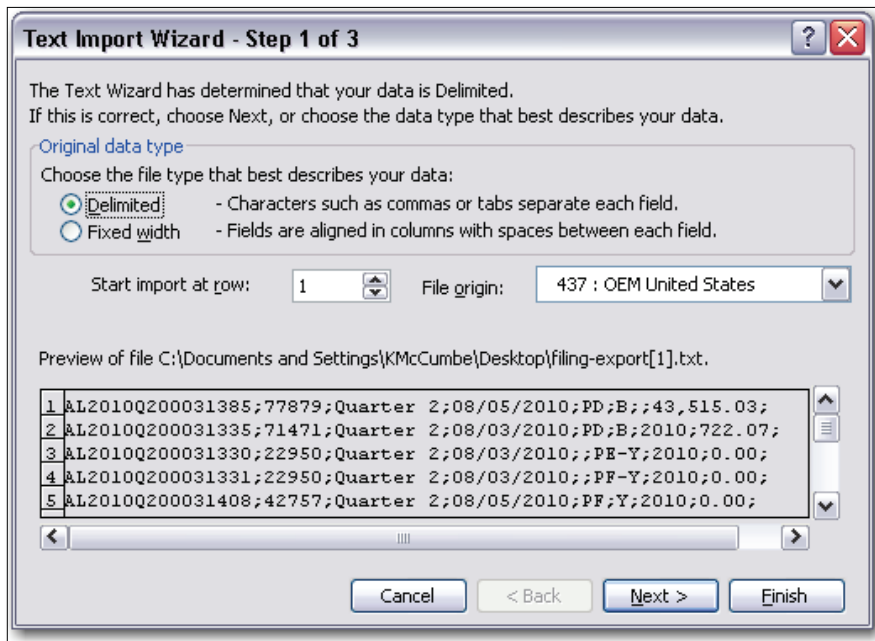 Text Import Wizard - Step 1 of 3
The Text Wizard has determined that your data is Delimited.
If this is correct, choose Next, or choose the data type that best describes your data.
Original data type
Choose the file type that best describes your data:
Delimited - Characters such as commas or tabs separate each field.
Fixed width - Fields are aligned in columns with spaces between each field.
Start import at row: 1 File origin: 437 : OEM United States
Preview of file C:\Documents and Settings\KMcCumbe\Desktop\filing-export[1].txt.
1 AL2010Q200031385;77879;Quarter 2;08/05/2010;PD;B;;43,515.03;
2 AL2010Q200031335;71471;Quarter 2;08/03/2010;PD;B;2010;722.07;
3 AL2010Q200031330;22950;Quarter 2;08/03/2010;;PE-Y;2010;0.00;
4 AL2010Q200031331;22950;Quarter 2;08/03/2010;;PF-Y;2010;0.00;
5 AL2010Q200031408;42757;Quarter 2;08/05/2010;PF;Y;2010;0.00;
Cancel < Back Next > Finish